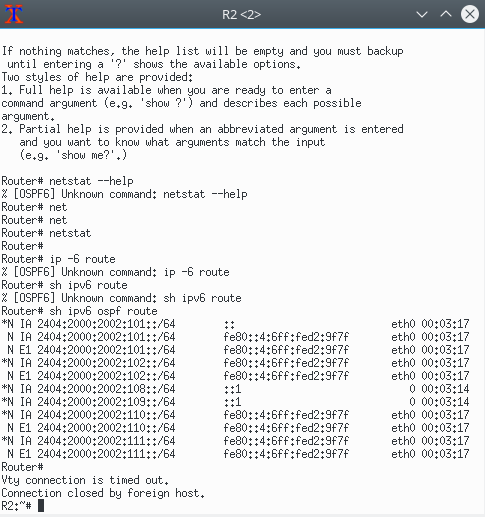 R2 <2>
If nothing matches, the help list will be empty and you must backup
until entering a '?' shows the available options.
Two styles of help are provided:
1. Full help is available when you are ready to enter a
command argument (e.g. 'show ?') and describes each possible
argument.
2. Partial help is provided when an abbreviated argument is entered
and you want to know what arguments match the input
(e.g. 'show me?'.)
Router# netstat --help
% [OSPF6] Unknown command: netstat --help
Router# net
Router# net
Router# netstat
Router#
Router# ip -6 route
% [OSPF6] Unknown command: ip -6 route
Router# sh ipv6 route
% [OSPF6] Unknown command: sh ipv6 route
Router# sh ipv6 ospf route
*N IA 2404:2000:2002:101::/64 :: eth0 00:03:17
N IA 2404:2000:2002:101::/64 fe80::4:6ff:fed2:9f7f eth0 00:03:17
N E1 2404:2000:2002:101::/64 fe80::4:6ff:fed2:9f7f eth0 00:03:17
*N IA 2404:2000:2002:102::/64 fe80::4:6ff:fed2:9f7f eth0 00:03:17
N E1 2404:2000:2002:102::/64 fe80::4:6ff:fed2:9f7f eth0 00:03:17
*N IA 2404:2000:2002:108::/64 ::1 0 00:03:14
*N IA 2404:2000:2002:109::/64 ::1 0 00:03:14
*N IA 2404:2000:2002:110::/64 fe80::4:6ff:fed2:9f7f eth0 00:03:17
N E1 2404:2000:2002:110::/64 fe80::4:6ff:fed2:9f7f eth0 00:03:17
*N IA 2404:2000:2002:111::/64 fe80::4:6ff:fed2:9f7f eth0 00:03:17
N E1 2404:2000:2002:111::/64 fe80::4:6ff:fed2:9f7f eth0 00:03:17
Router#
Vty connection is timed out.
Connection closed by foreign host.
R2:~#